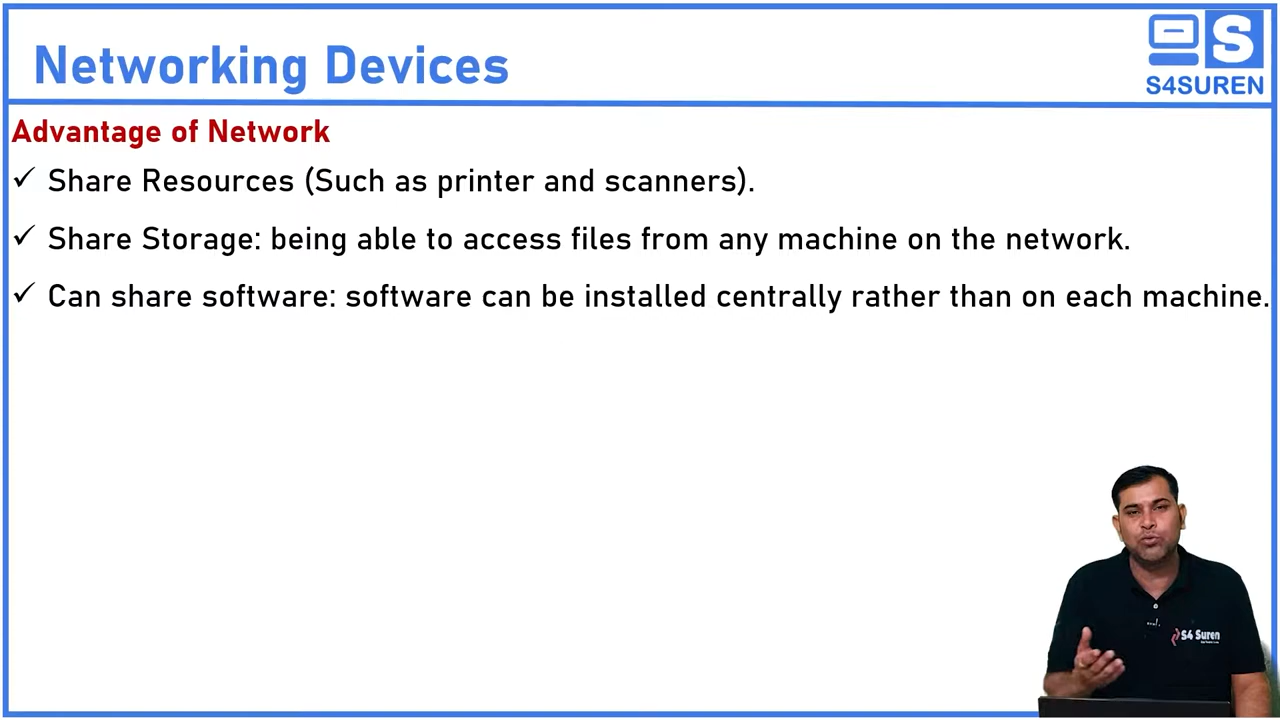 Networking Devices
S
S4SUREN
Advantage of Network
✓ Share Resources (Such as printer and scanners).
✓ Share Storage: being able to access files from any machine on the network.
✓ Can share software: software can be installed centrally rather than on each machine.
S4 Suren